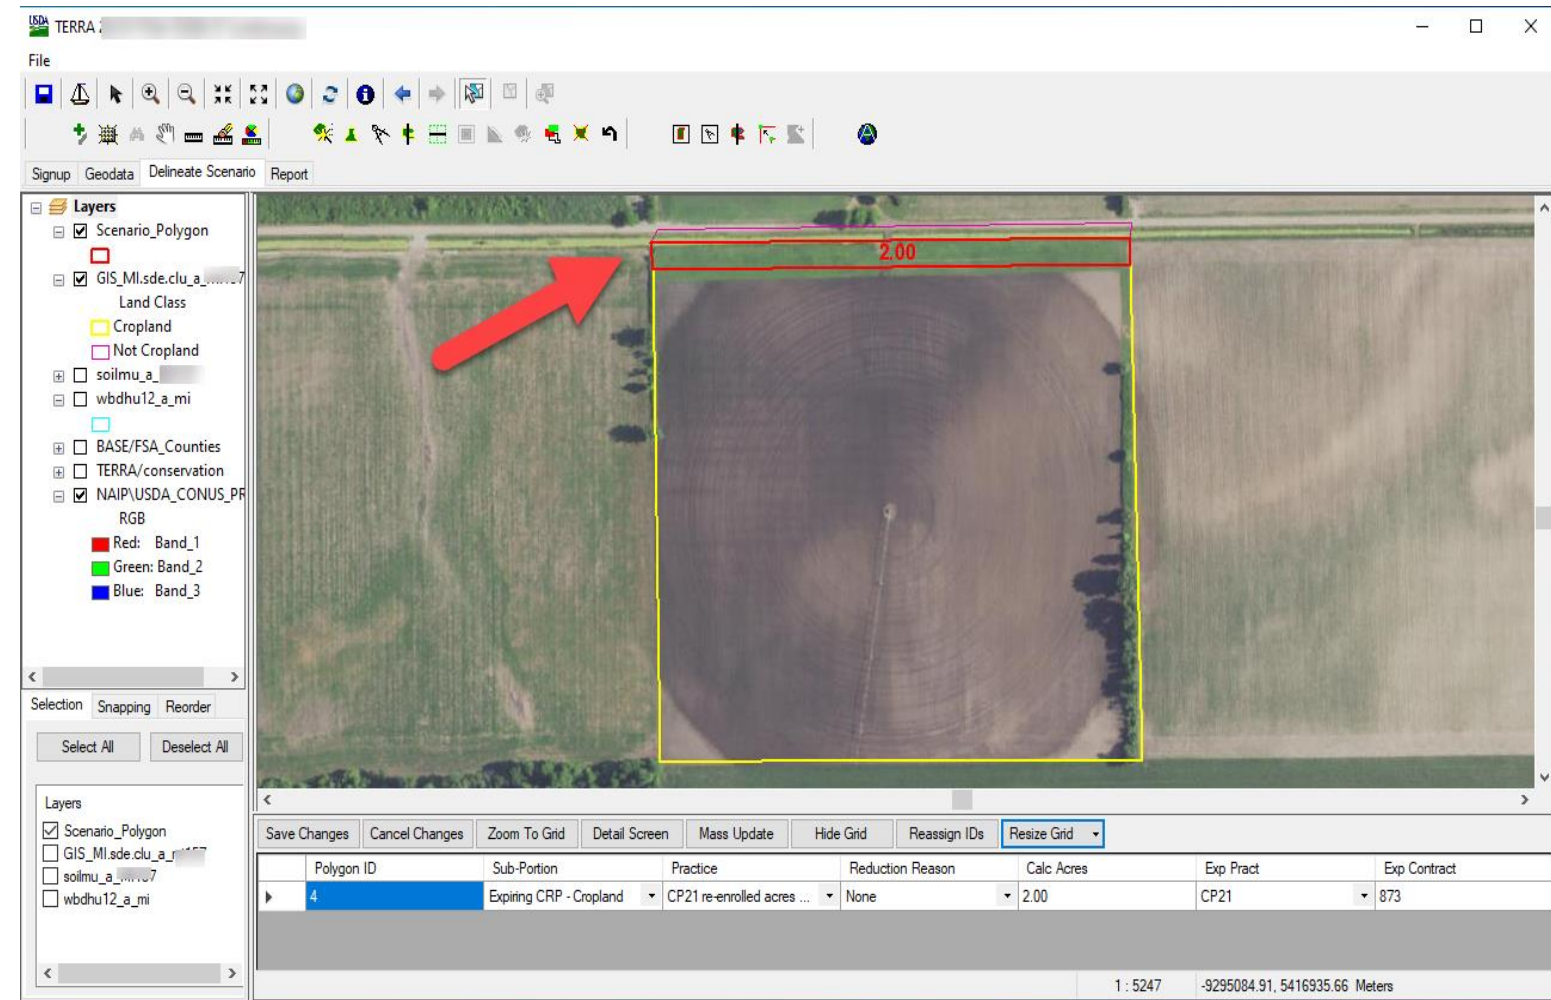 USDA TERRA
File
Signup Geodata Delineate Scenario Report
Layers
Scenario_Polygon
GIS_MI.sde.clu_a_
Land Class
Cropland
Not Cropland
soilmu_a_
wbdhu12_a_mi
BASE/FSA_Counties
TERRA/conservation
NAIP\USDA_CONUS_PR
RGB
Red: Band_1
Green: Band_2
Blue: Band_3
2.00
Selection Snapping Reorder
Select All Deselect All
Layers
Scenario_Polygon
GIS_MI.sde.clu_a_
soilmu_a_
wbdhu12_a_mi
Save Changes Cancel Changes Zoom To Grid Detail Screen Mass Update Hide Grid Reassign IDs Resize Grid
Polygon ID Sub-Portion Practice Reduction Reason Calc Acres Exp Pract Exp Contract
4 Expiring CRP - Cropland CP21 re-enrolled acres ... None 2.00 CP21 873
1 : 5247 -9295084.91, 5416935.66 Meters